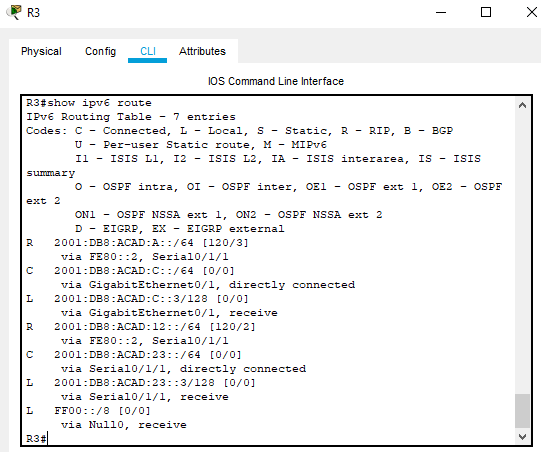 R3
Physical Config CLI Attributes
IOS Command Line Interface
R3#show ipv6 route
IPv6 Routing Table - 7 entries
Codes: C - Connected, L - Local, S - Static, R - RIP, B - BGP
U - Per-user Static route, M - MIPv6
I1 - ISIS L1, I2 - ISIS L2, IA - ISIS interarea, IS - ISIS
summary
O - OSPF intra, OI - OSPF inter, OE1 - OSPF ext 1, OE2 - OSPF
ext 2
ON1 - OSPF NSSA ext 1, ON2 - OSPF NSSA ext 2
D - EIGRP, EX - EIGRP external
R 2001:DB8:ACAD:A::/64 [120/3]
via FE80::2, Serial0/1/1
C 2001:DB8:ACAD:C::/64 [0/0]
via GigabitEthernet0/1, directly connected
L 2001:DB8:ACAD:C::3/128 [0/0]
via GigabitEthernet0/1, receive
R 2001:DB8:ACAD:12::/64 [120/2]
via FE80::2, Serial0/1/1
C 2001:DB8:ACAD:23::/64 [0/0]
via Serial0/1/1, directly connected
L 2001:DB8:ACAD:23::3/128 [0/0]
via Serial0/1/1, receive
L FF00::/8 [0/0]
via Null0, receive
R3#